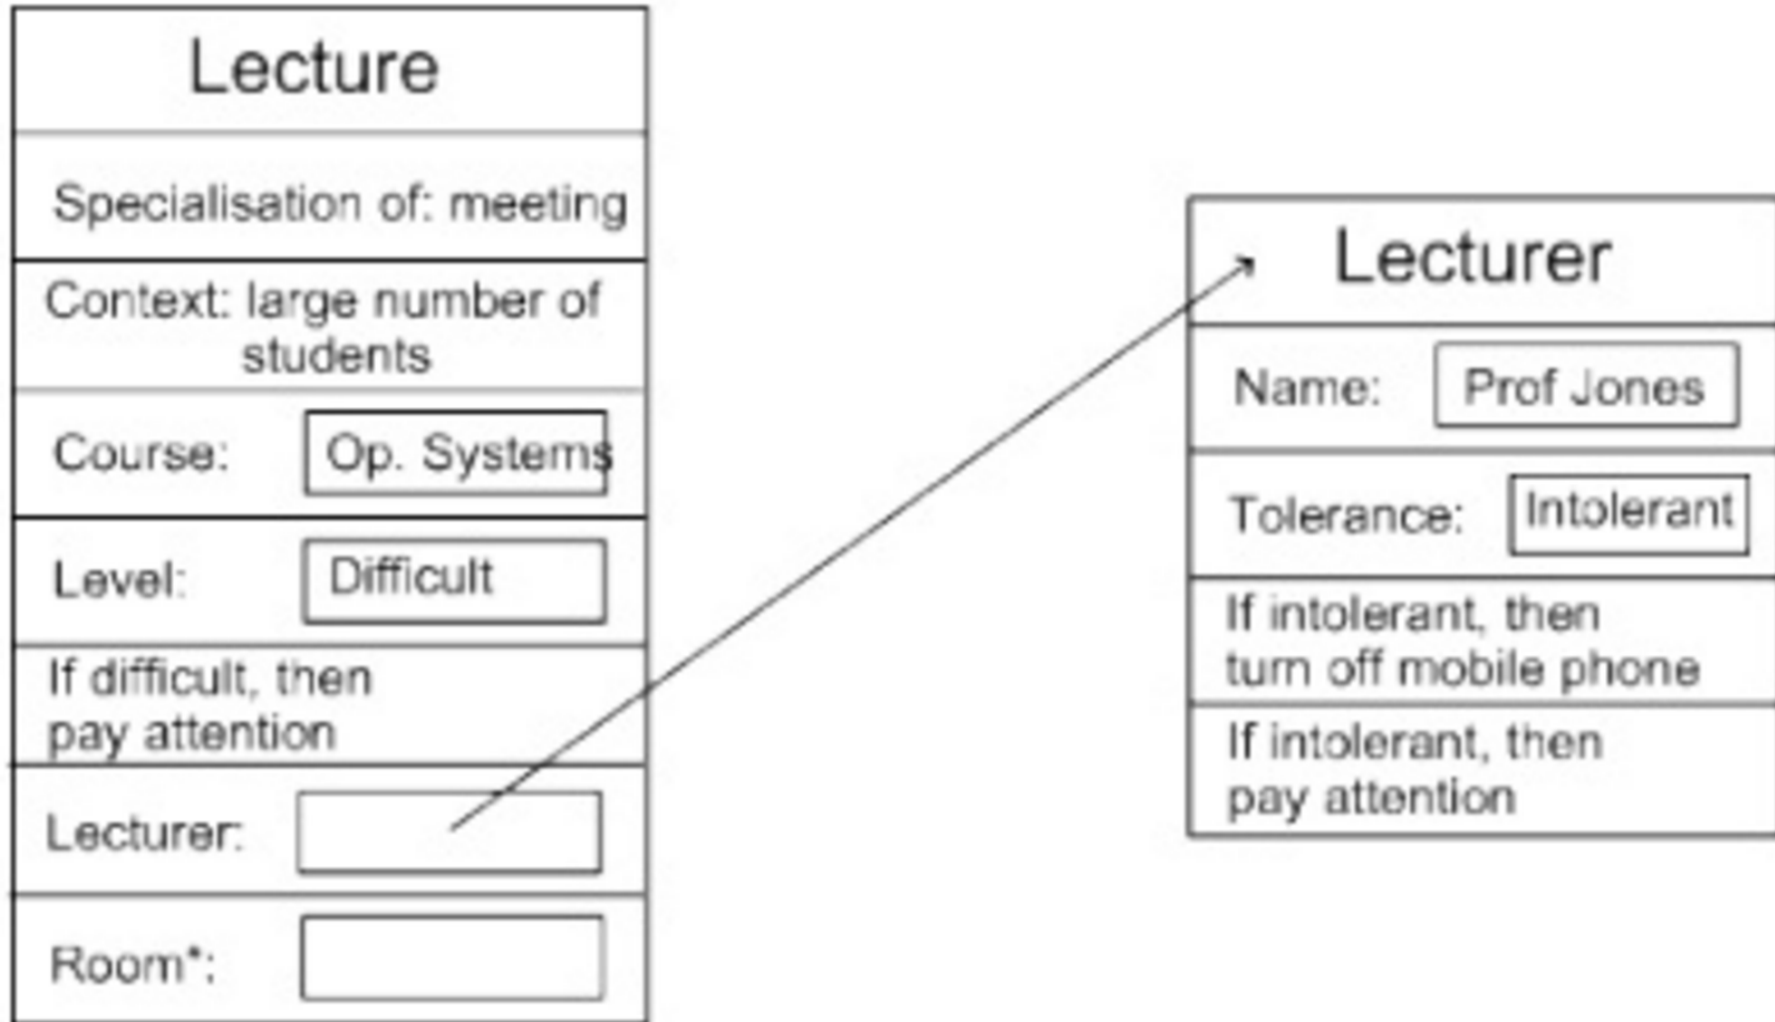 Lecture
Specialisation of: meeting
Context: large number of
students
Course: Op. Systems
Level: Difficult
If difficult, then
pay attention
Lecturer:
Room*:
Lecturer
Name: Prof Jones
Tolerance: Intolerant
If intolerant, then
turn off mobile phone
If intolerant, then
pay attention